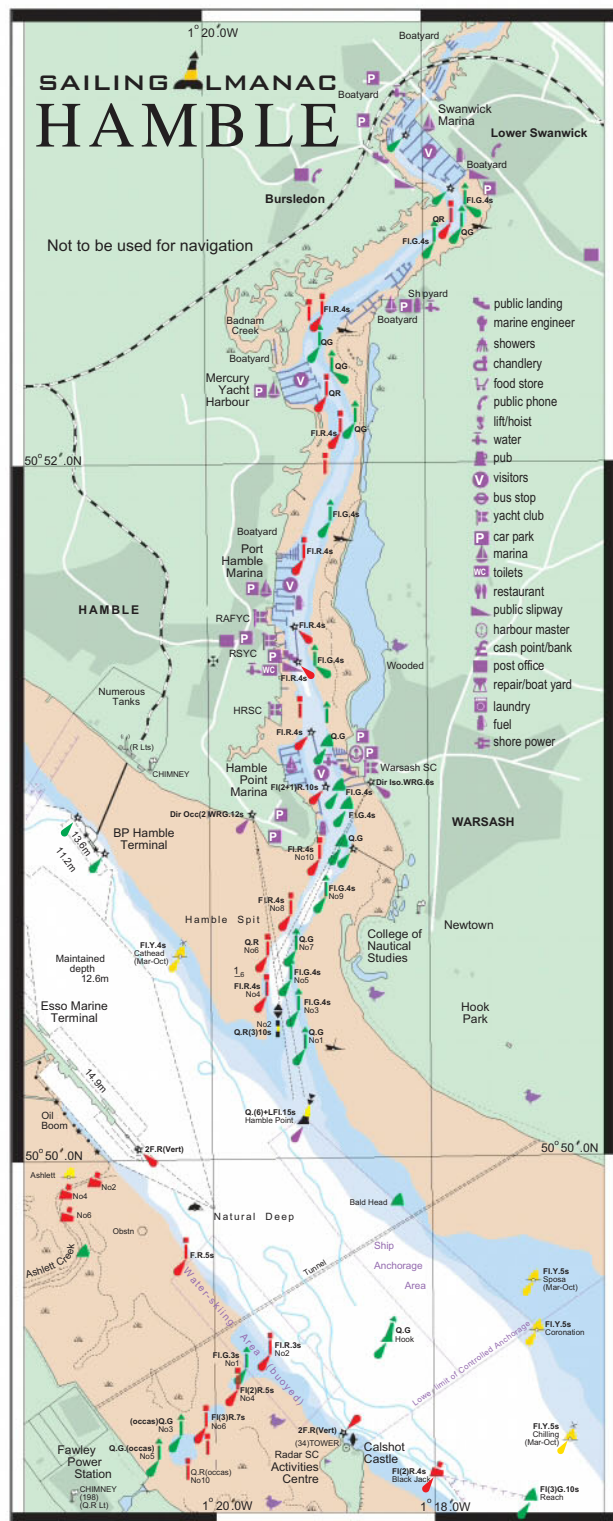 1° 20'.0W
1° 18'.0W
SAILING ALMANAC
HAMBLE
Not to be used for navigation
Boatyard
Boatyard
Swanwick
Marina
Lower Swanwick
Boatyard
Bursledon
Fl.G.4s
QR
Fl.G.4s
QG
Shipyard
Boatyard
Fl.R.4s
Badnam
Creek
QG
Boatyard
QG
Mercury
Yacht
Harbour
QR
Fl.R.4s
QG
public landing
marine engineer
showers
chandlery
food store
public phone
lift/hoist
water
pub
visitors
bus stop
yacht club
car park
marina
toilets
restaurant
public slipway
harbour master
cash point/bank
post office
repair/boat yard
laundry
fuel
shore power
50°52'.0N
50°52'.0N
Fl.G.4s
Boatyard
Fl.R.4s
Port
Hamble
Marina
HAMBLE
RAFYC
Fl.R.4s
RSYC
Fl.G.4s
WC
Fl.R.4s
Wooded
Numerous
Tanks
HRSC
(R Lts)
Fl.R.4s
Q.G
CHIMNEY
Hamble
Point
Marina
Warsash SC
Fl(2+1)R.10s
Dir Iso.WRG.6s
Fl.G.4s
Dir Occ(2)WRG.12s
Fl.G.4s
WARSASH
13.6m
11.2m
BP Hamble
Terminal
Q.G
Fl.R.4s
No10
Fl.G.4s
No9
Fl.R.4s
No8
Hamble Spit
College of
Nautical
Studies
Newtown
Fl.Y.4s
Cathead
(Mar-Oct)
Q.R
No6
Q.G
No7
Maintained
depth
12.6m
1 6
Fl.G.4s
No5
Fl.R.4s
No4
Esso Marine
Terminal
Fl.G.4s
No3
Hook
Park
No2
Q.R(3)10s
Q.G
No1
14.9m
Oil
Boom
Q.(6)+LFl.15s
Hamble Point
2F.R(Vert)
50°50'.0N
50°50'.0N
Ashlett
No2
No4
No6
Bald Head
Natural Deep
Obstn
Ashlett Creek
Tunnel
Ship
Anchorage
Area
F.R.5s
Fl.Y.5s
Sposa
(Mar-Oct)
Water-skiing Area (buoyed)
Q.G
Hook
Fl.Y.5s
Coronation
Lower limit of Controlled Anchorage
Fl.R.3s
No2
Fl.G.3s
No1
Fl(2)R.5s
No4
(occas)Q.G
No3
Fl(3)R.7s
No6
2F.R(Vert)
(34)TOWER
Fl.Y.5s
Chilling
(Mar-Oct)
Q.G.(occas)
No5
Calshot
Castle
Radar SC
Activities
Centre
Fawley
Power
Station
Q.R(occas)
No10
Fl(2)R.4s
Black Jack
CHIMNEY
(198)
(Q.R Lt)
Fl(3)G.10s
Reach
1° 20'.0W
1° 18'.0W